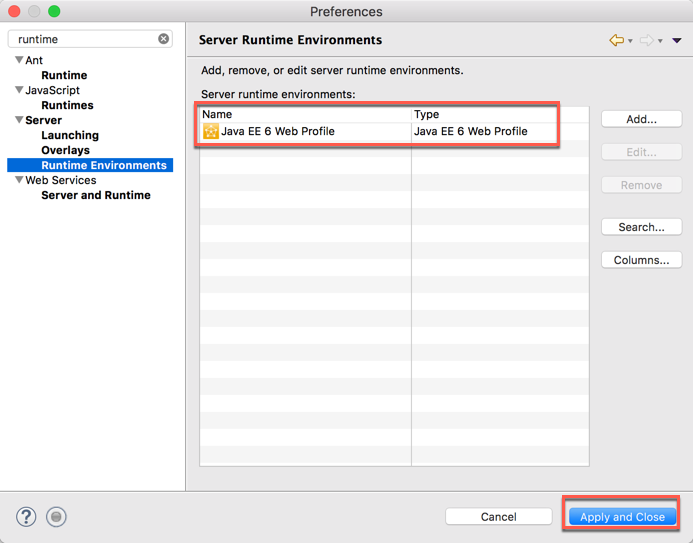 Preferences
runtime
Ant
Runtime
JavaScript
Runtimes
Server
Launching
Overlays
Runtime Environments
Web Services
Server and Runtime
Server Runtime Environments
Add, remove, or edit server runtime environments.
Server runtime environments:
Name Type
Java EE 6 Web Profile Java EE 6 Web Profile
Add...
Edit...
Remove
Search...
Columns...
?
Cancel
Apply and Close